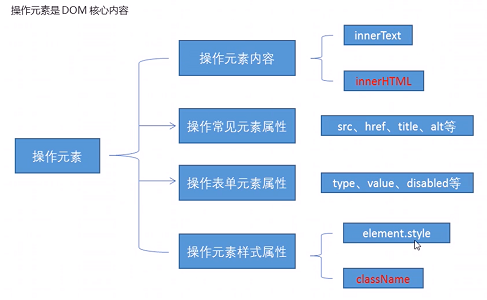 操作元素是 DOM 核心内容
操作元素
操作元素内容
innerText
innerHTML
操作常见元素属性
src、href、title、alt等
操作表单元素属性
type、value、disabled等
操作元素样式属性
element.style
className